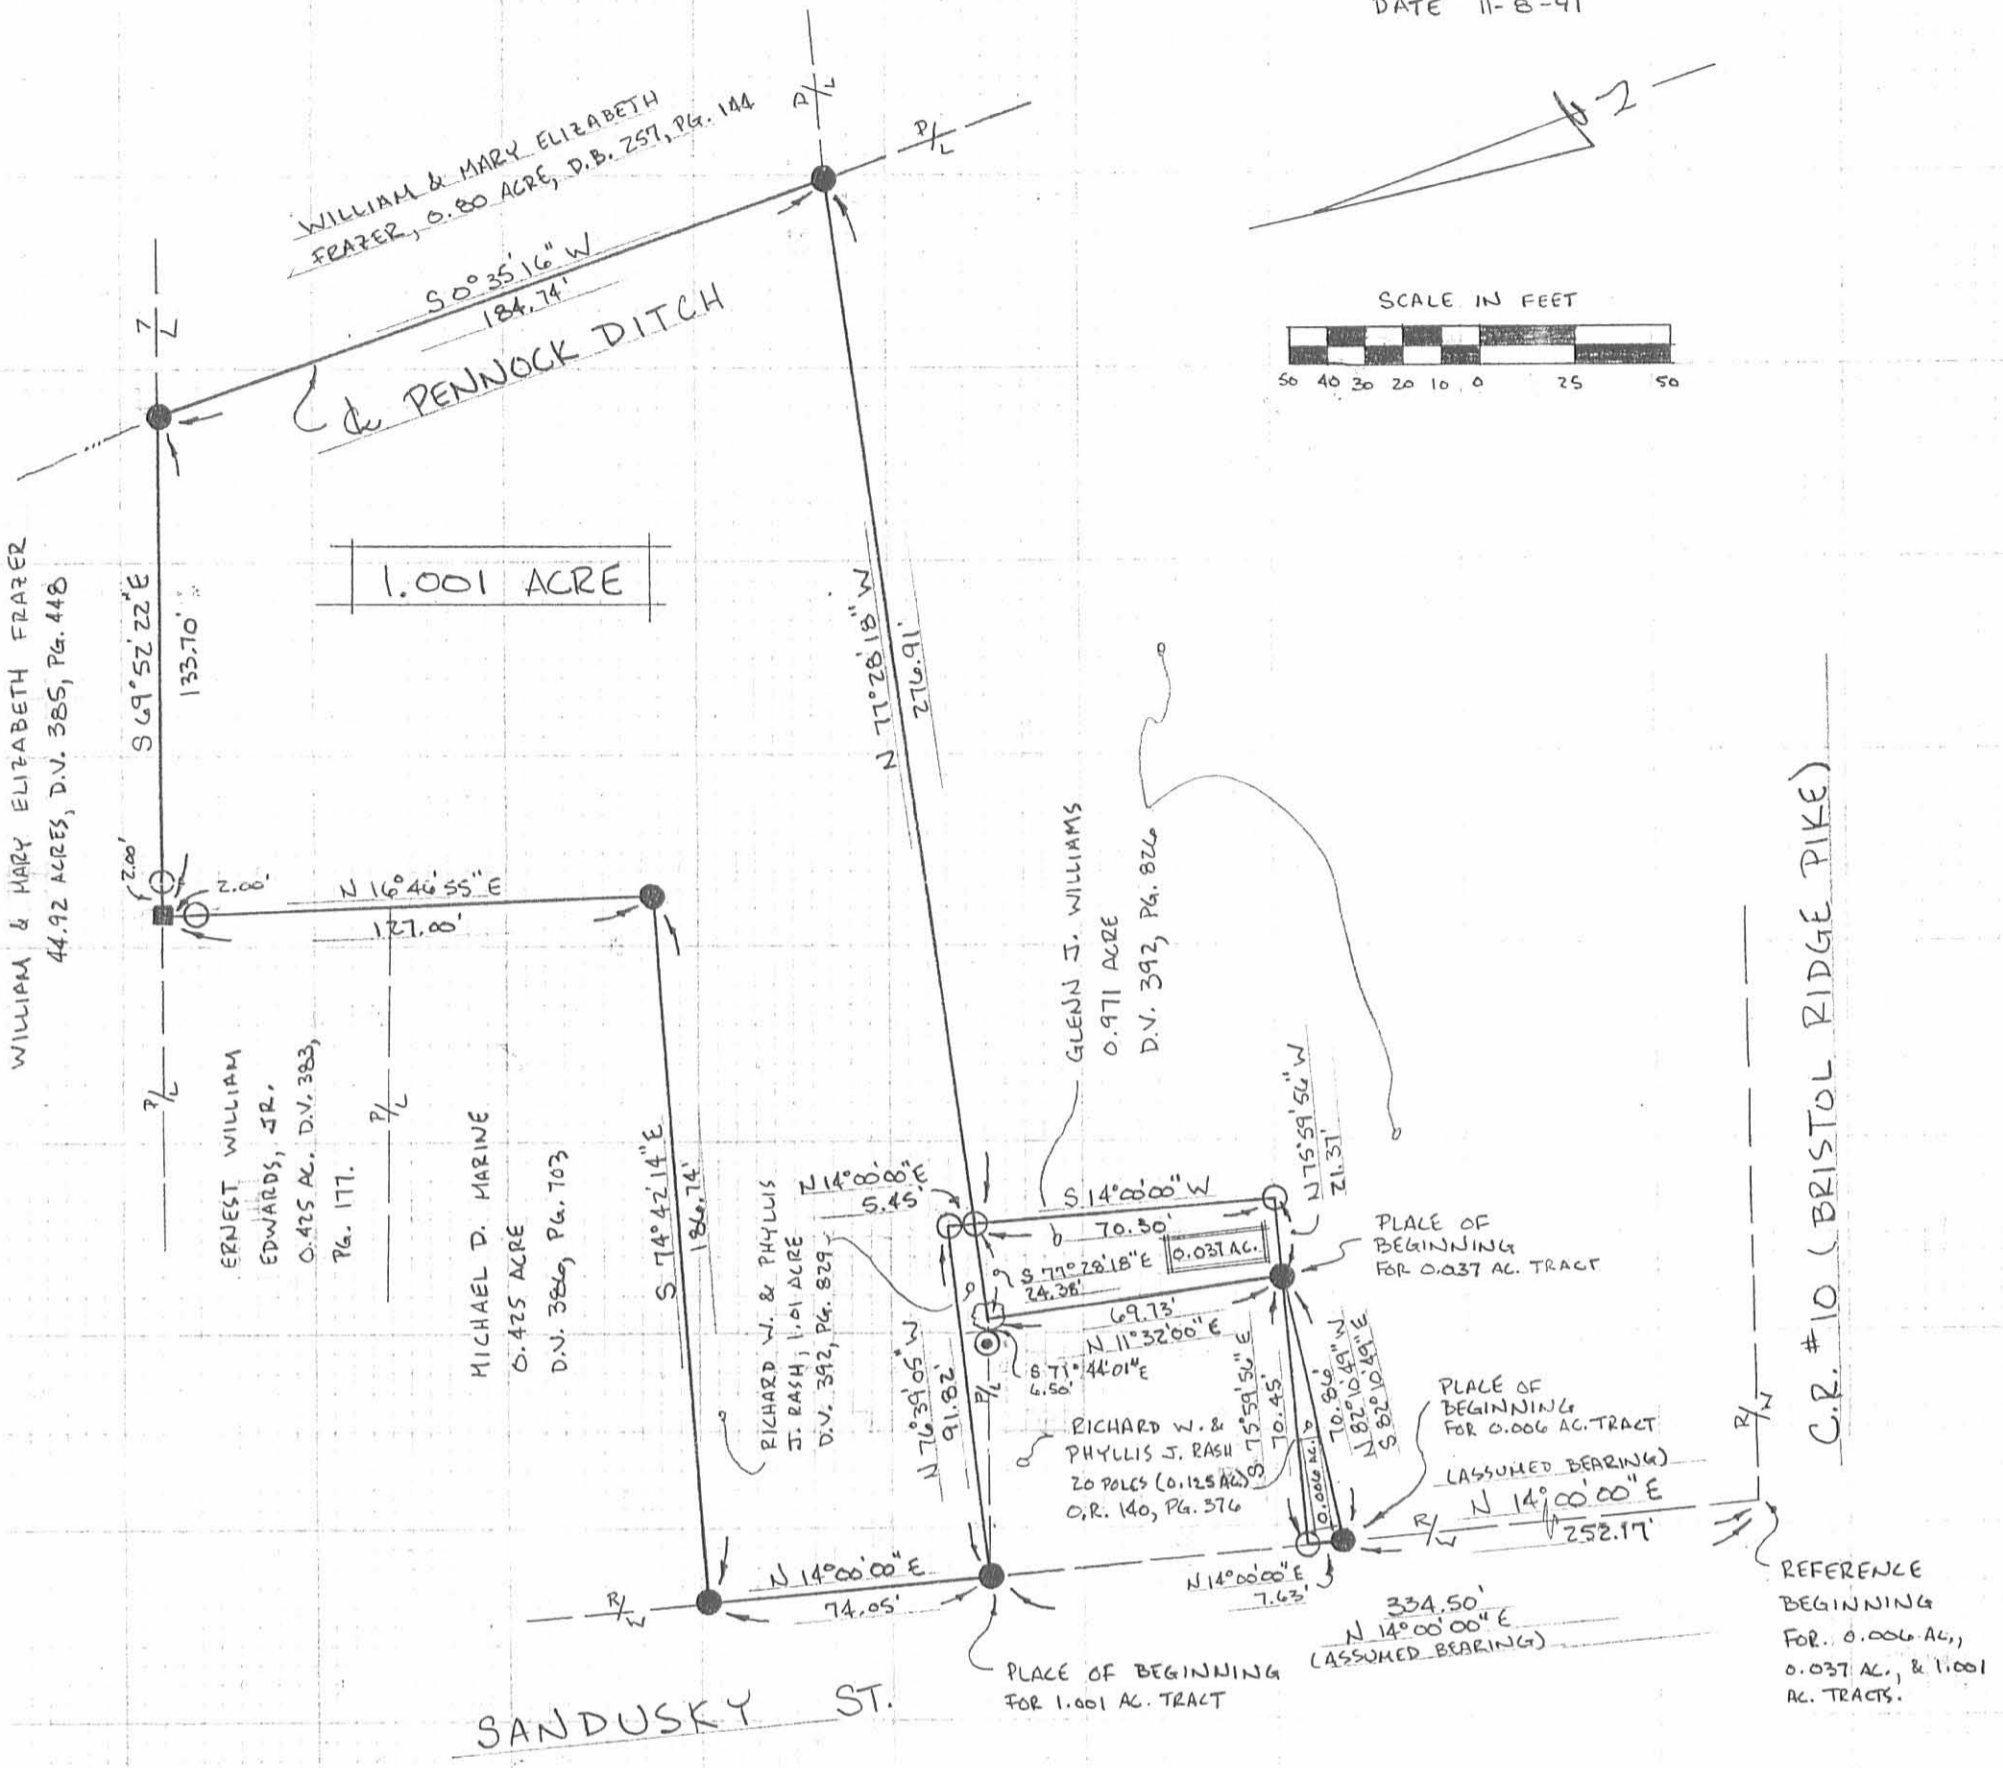 DATE 11-8-91
WILLIAM & MARY ELIZABETH
FRAZER, 0.80 ACRE, D.B. 257, PG. 144
P/L
P/L
S 0°35'16" W
184.74'
℄ PENNOCK DITCH
P/L
SCALE IN FEET
50 40 30 20 10 0 25 50
WILLIAM & MARY ELIZABETH FRAZER
44.92 ACRES, D.V. 385, PG. 448
S 69°52'22" E
133.70'
1.001 ACRE
N 77°28'18" W
276.91'
2.00'
2.00'
N 16°46'55" E
127.00'
P/L
ERNEST WILLIAM
EDWARDS, JR.
0.425 AC. D.V. 383,
PG. 177.
P/L
MICHAEL D. MARINE
0.425 ACRE
D.V. 386, PG. 703
S 74°42'14" E
186.74'
RICHARD W. & PHYLLIS
J. RASH, 1.01 ACRE
D.V. 392, PG. 829
GLENN J. WILLIAMS
0.971 ACRE
D.V. 392, PG. 826
N 14°00'00" E
5.45'
S 14°00'00" W
70.30'
N 75°59'56" W
21.37'
0.037 AC.
S 77°28'18" E
24.38'
69.73'
N 11°32'00" E
S 71°
44'01" E
6.50'
P/L
N 76°39'05" W
91.82'
PLACE OF
BEGINNING
FOR 0.037 AC. TRACT
RICHARD W. &
PHYLLIS J. RASH
20 POLES (0.125 AC.)
O.R. 140, PG. 376
S 75°59'56" E
70.45'
0.006 AC.
70.86'
N 82°10'49" W
S 82°10'49" E
PLACE OF
BEGINNING
FOR 0.006 AC. TRACT
(ASSUMED BEARING)
N 14°00'00" E
252.17'
R/W
R/W
C.R. #10 (BRISTOL RIDGE PIKE)
R/W
N 14°00'00" E
74.05'
N 14°00'00" E
7.63'
334.50'
N 14°00'00" E
(ASSUMED BEARING)
REFERENCE
BEGINNING
FOR 0.006 AC.,
0.037 AC., & 1.001
AC. TRACTS.
PLACE OF BEGINNING
FOR 1.001 AC. TRACT
SANDUSKY ST.